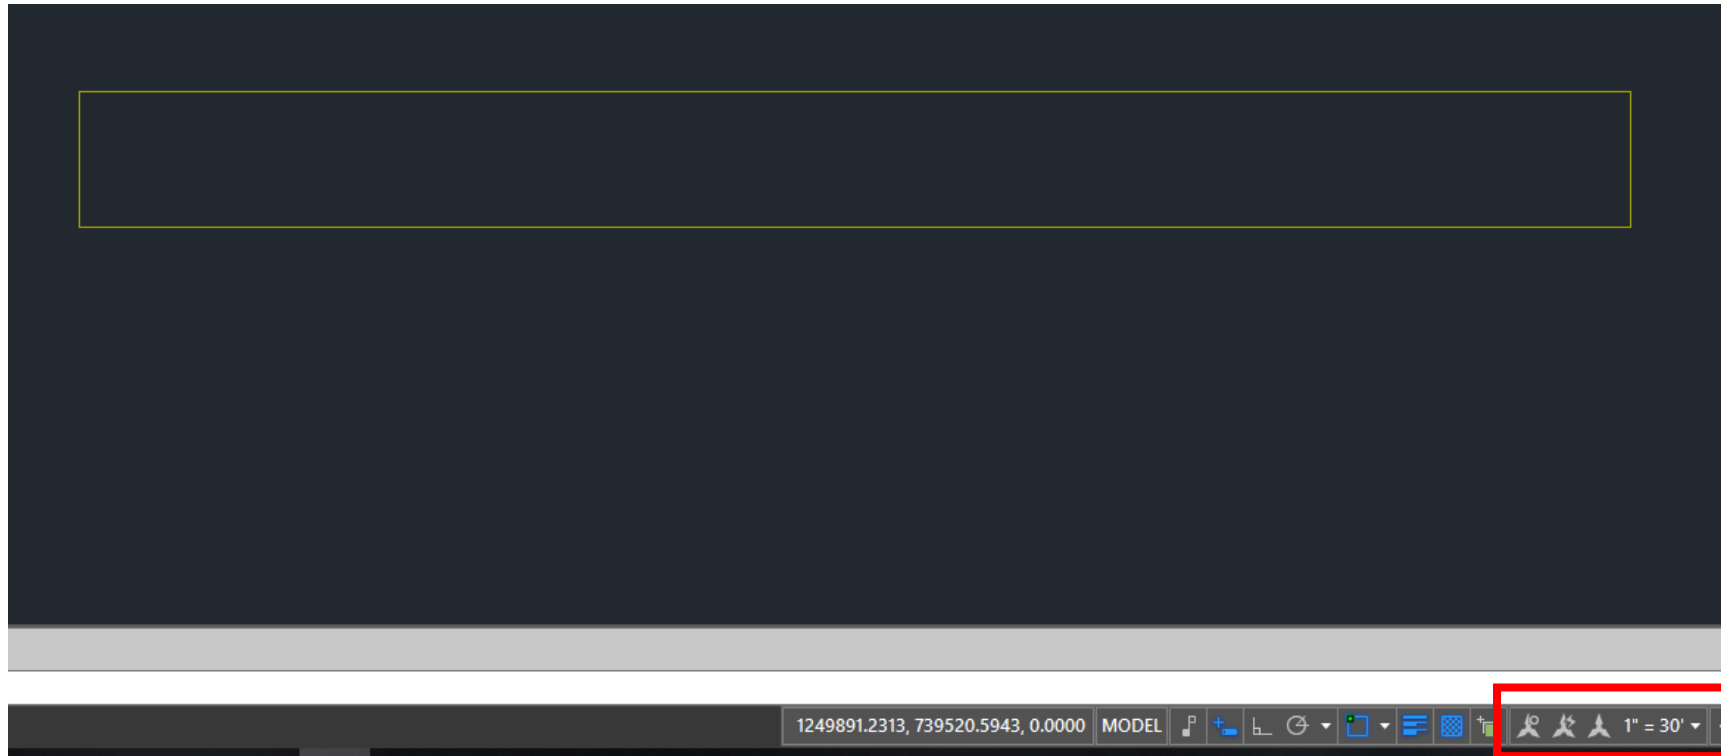 1249891.2313, 739520.5943, 0.0000 MODEL 1" = 30'